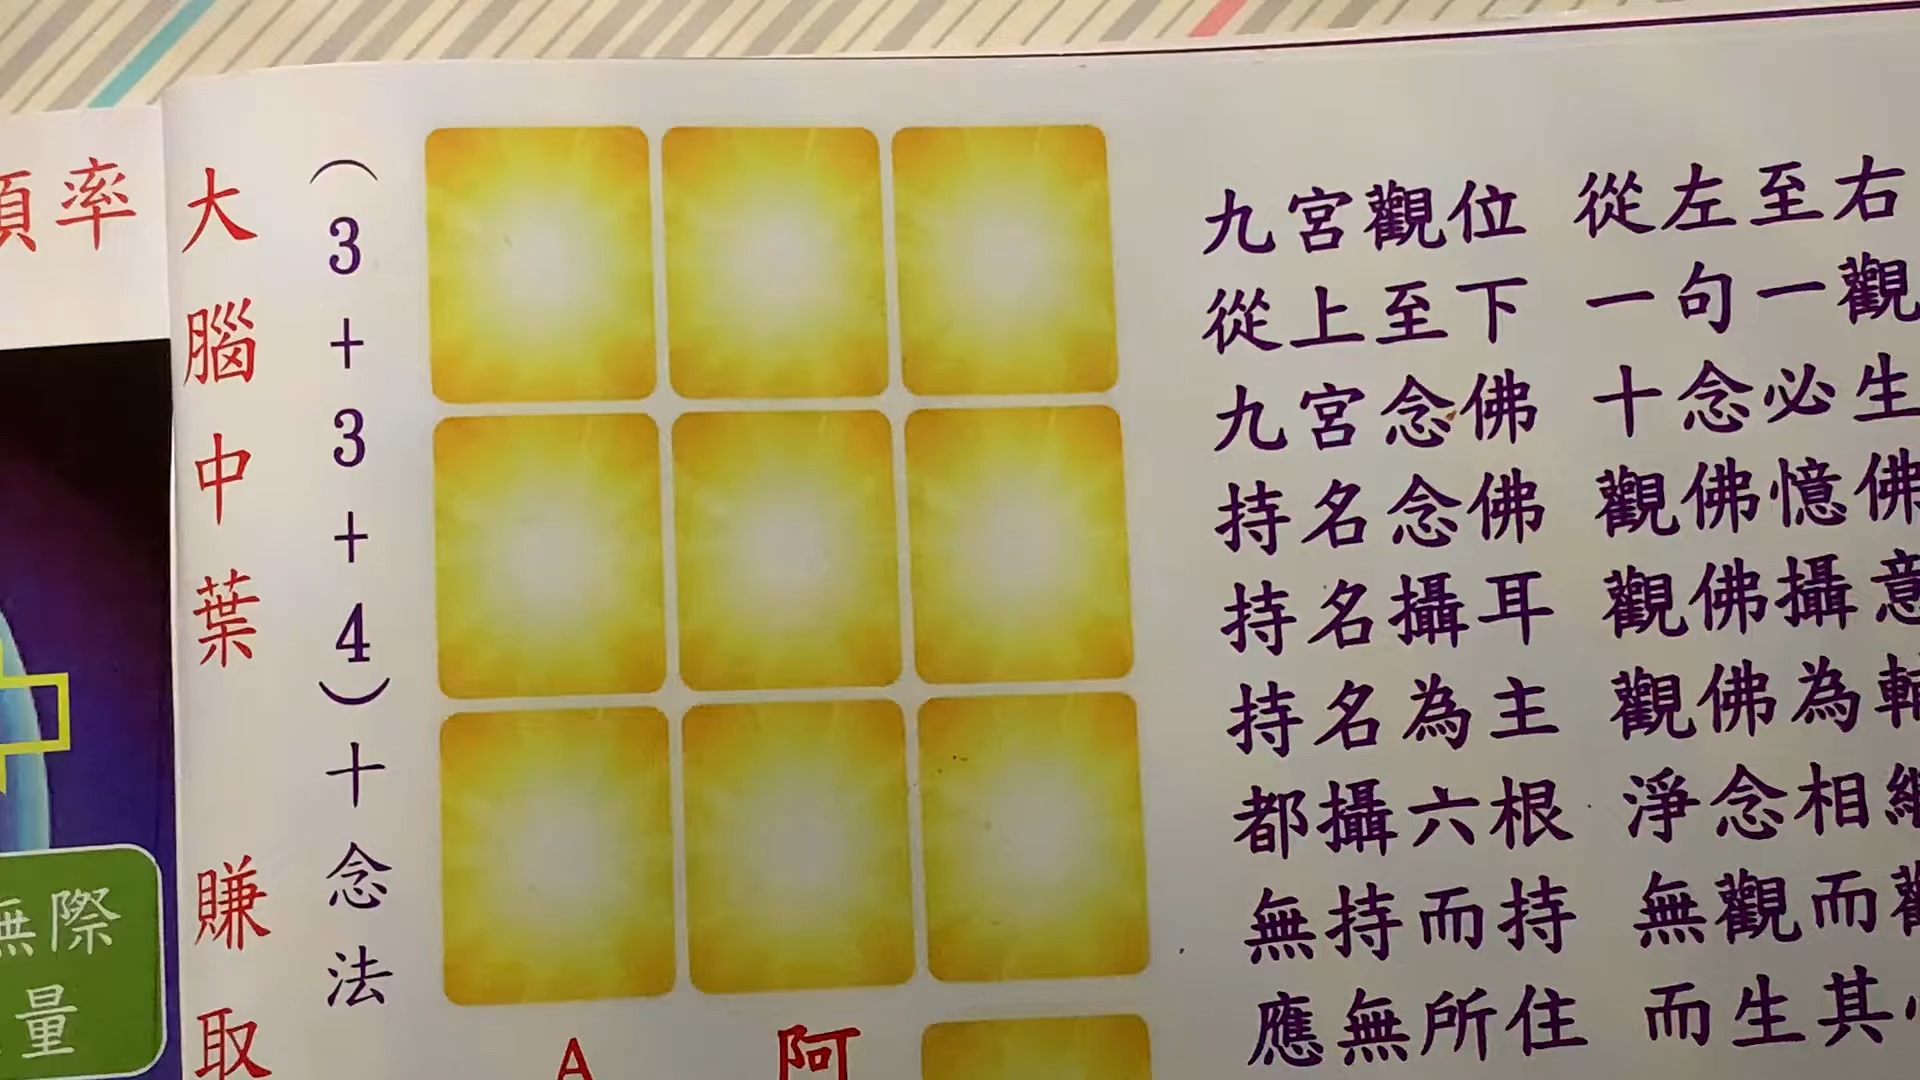 率
無際
量
大腦中葉 賺取
(3+3+4)十念法
A 阿
九宮觀位 從左至右
從上至下 一句一觀
九宮念佛 十念必生
持名念佛 觀佛憶佛
持名攝耳 觀佛攝意
持名為主 觀佛為輔
都攝六根 淨念相繼
無持而持 無觀而觀
應無所住 而生其心